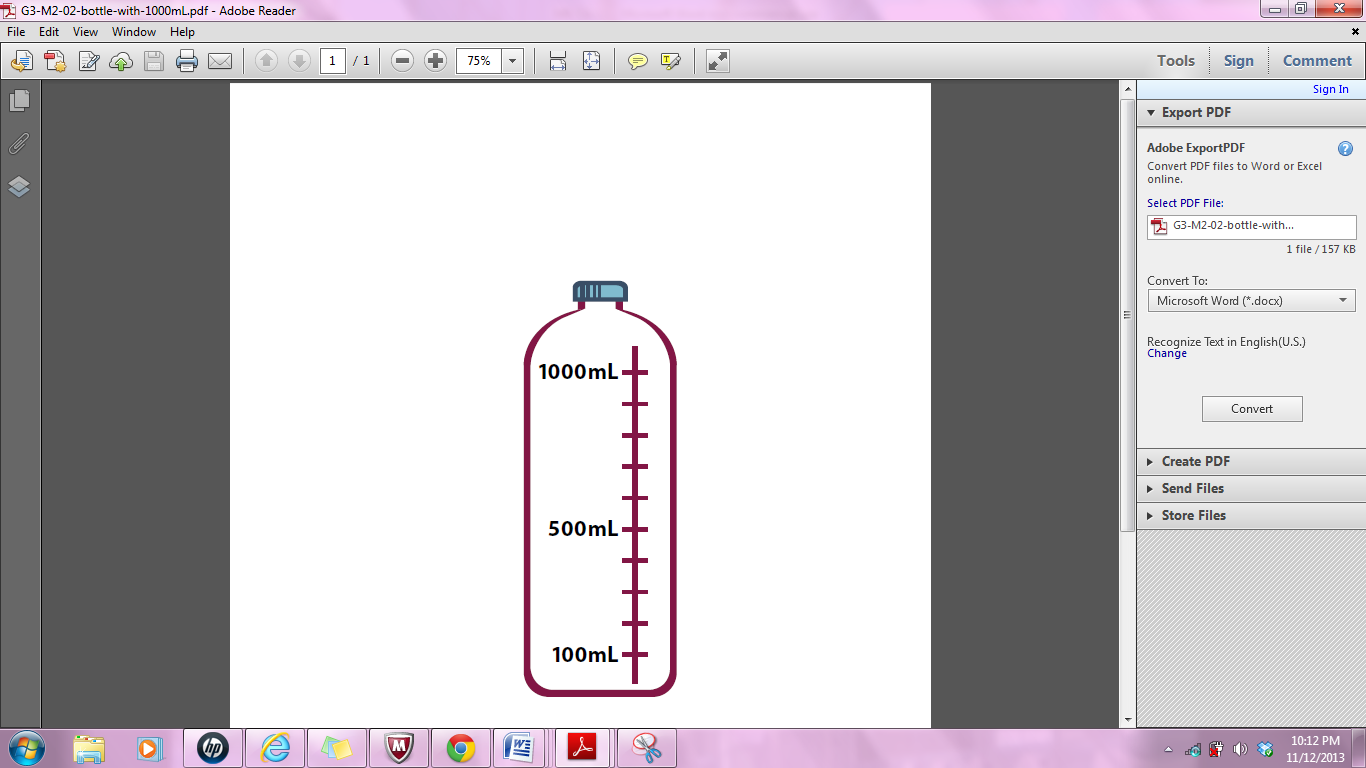 G3-M2-02-bottle-with-1000mL.pdf - Adobe Reader
File Edit View Window Help
1 / 1 75% Tools Sign Comment
Sign In
Export PDF
Adobe ExportPDF
Convert PDF files to Word or Excel
online.
Select PDF File:
G3-M2-02-bottle-with...
1 file / 157 KB
Convert To:
Microsoft Word (*.docx)
Recognize Text in English(U.S.)
Change
Convert
Create PDF
Send Files
Store Files
1000mL
500mL
100mL
hp
10:12 PM
11/12/2013